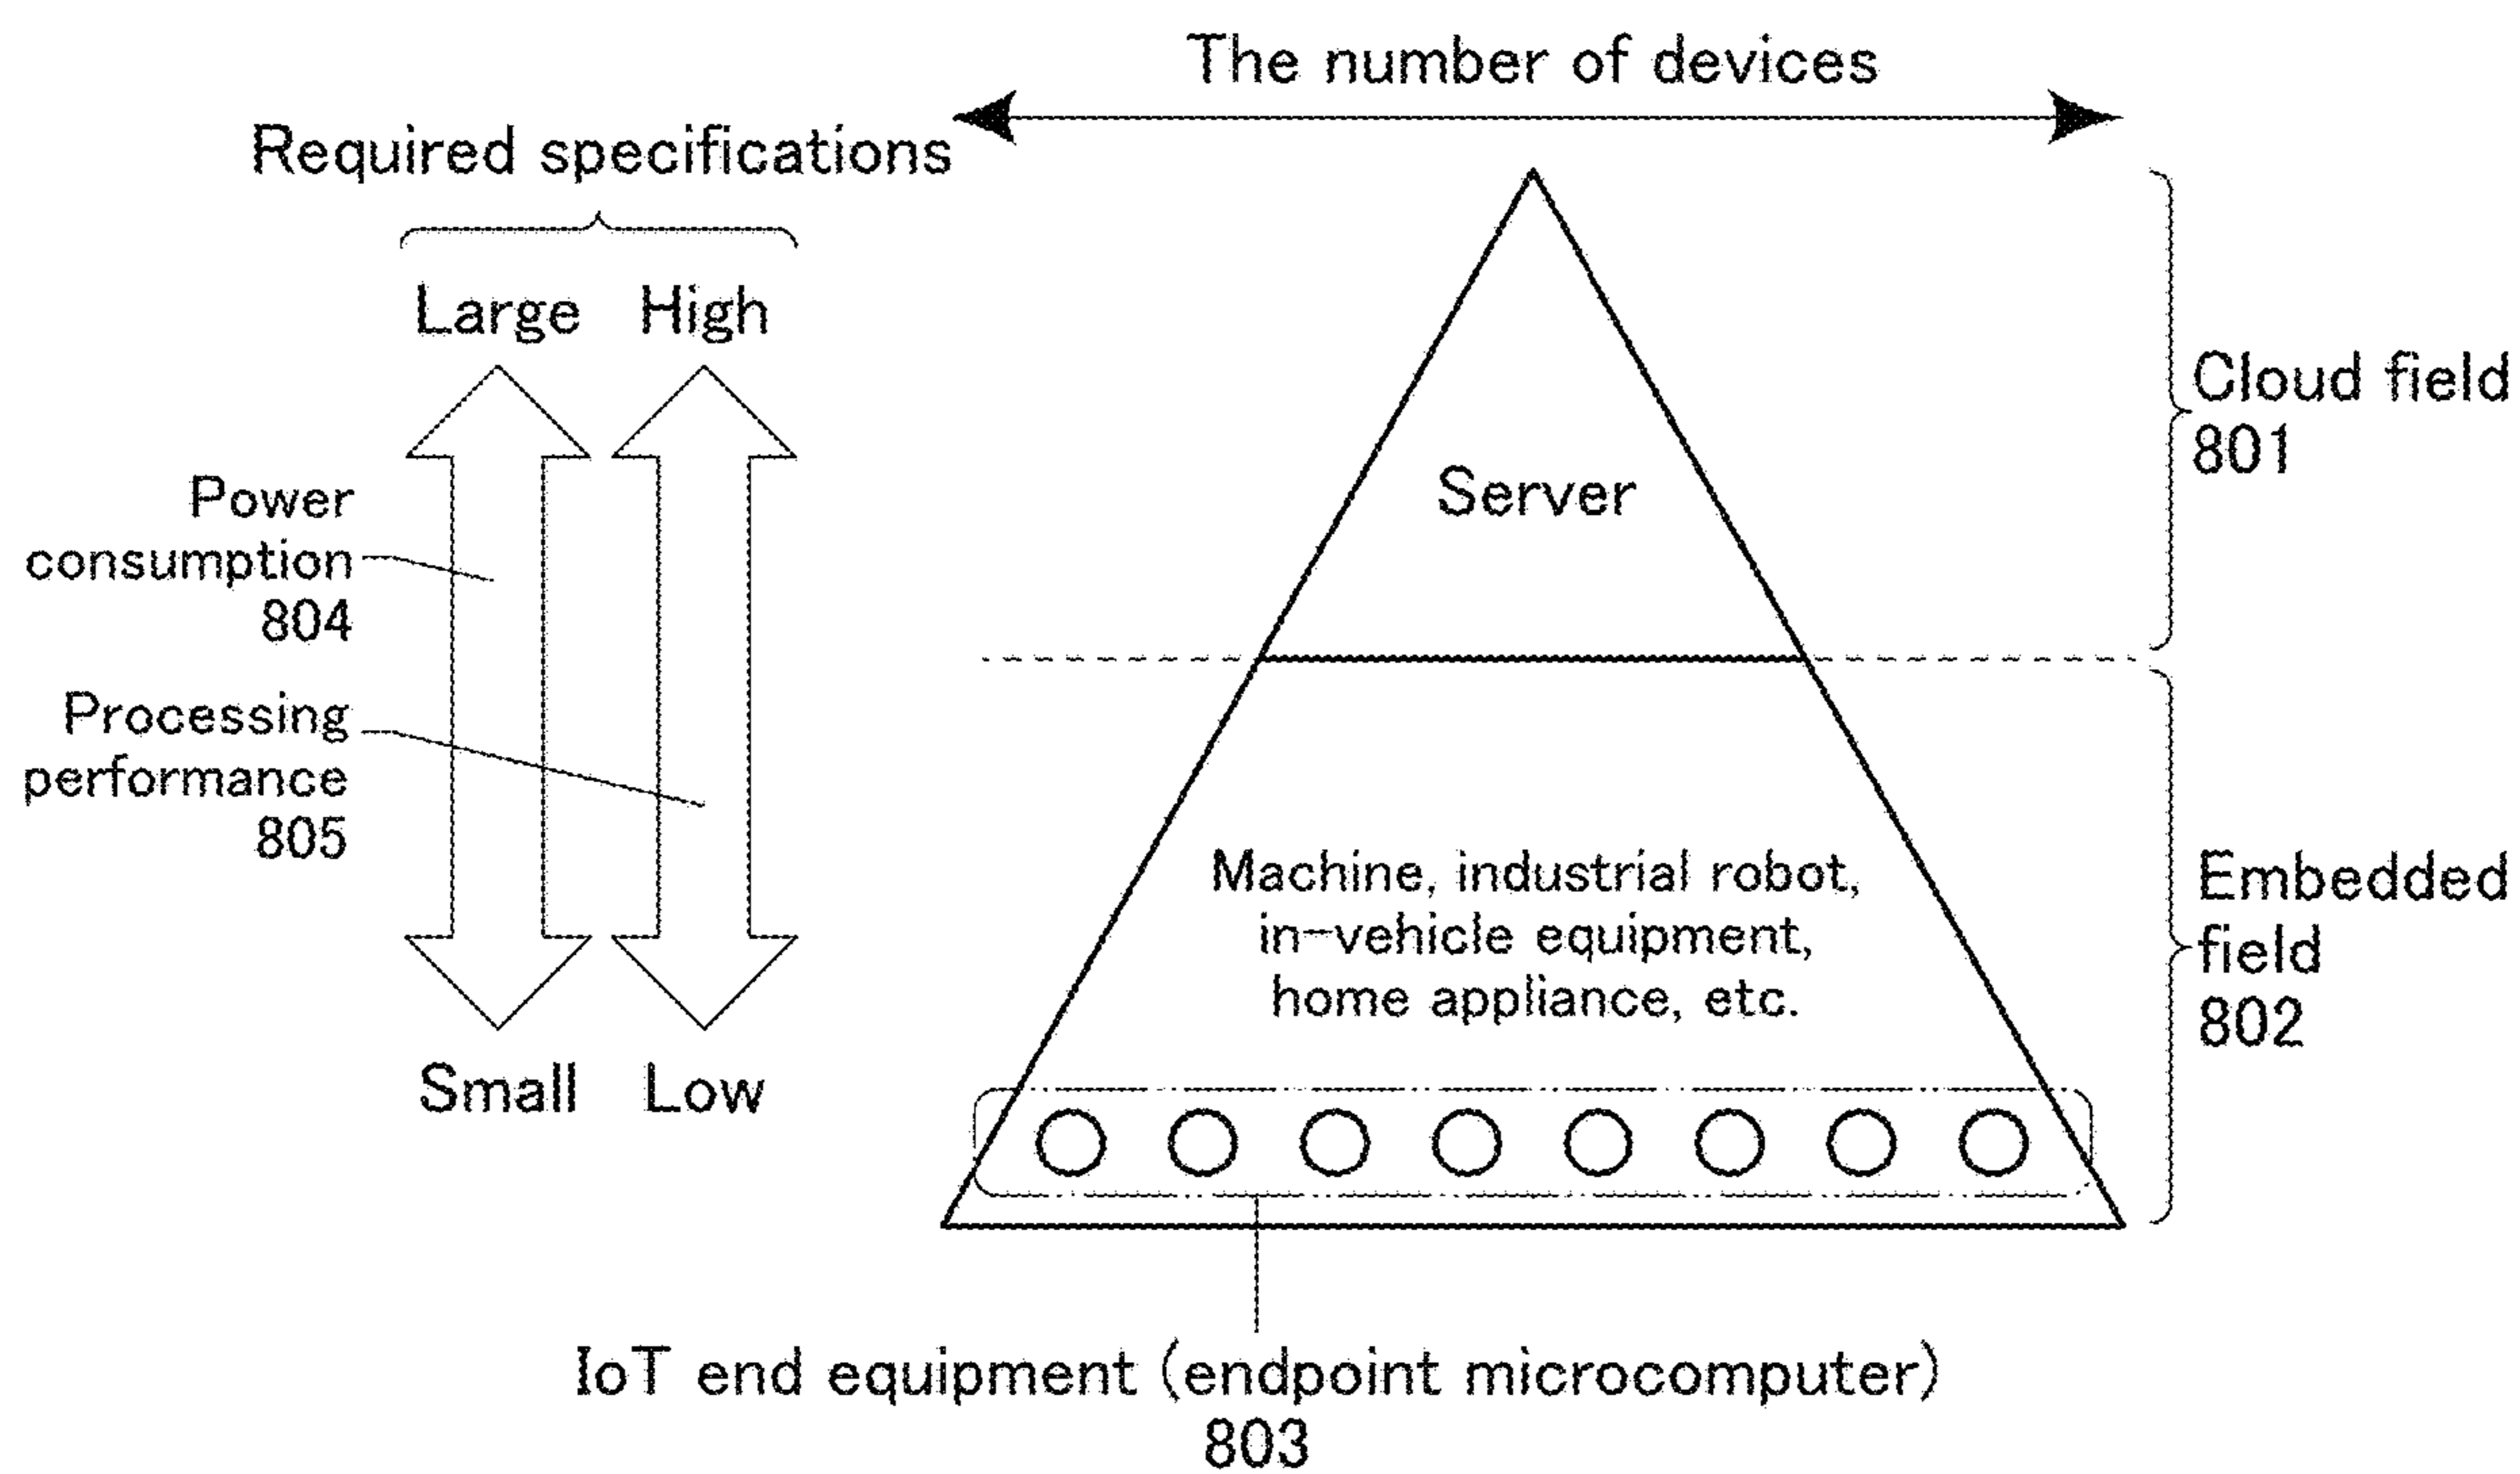 The number of devices
Required specifications
Large High
Power
consumption
804
Processing
performance
805
Small Low
Server
Cloud field
801
Machine, industrial robot,
in-vehicle equipment,
home appliance, etc.
Embedded
field
802
IoT end equipment (endpoint microcomputer)
803